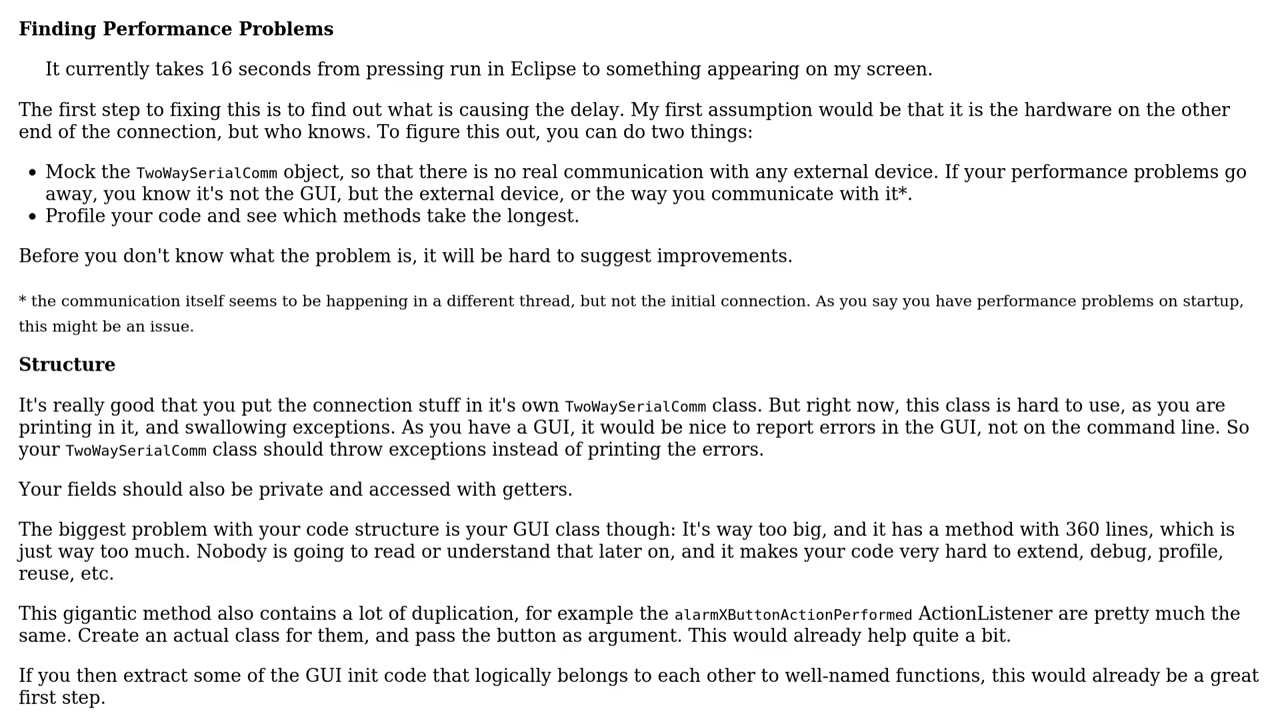 Finding Performance Problems
It currently takes 16 seconds from pressing run in Eclipse to something appearing on my screen.
The first step to fixing this is to find out what is causing the delay. My first assumption would be that it is the hardware on the other
end of the connection, but who knows. To figure this out, you can do two things:
• Mock the TwoWaySerialComm object, so that there is no real communication with any external device. If your performance problems go
away, you know it's not the GUI, but the external device, or the way you communicate with it*.
• Profile your code and see which methods take the longest.
Before you don't know what the problem is, it will be hard to suggest improvements.
* the communication itself seems to be happening in a different thread, but not the initial connection. As you say you have performance problems on startup,
this might be an issue.
Structure
It's really good that you put the connection stuff in it's own TwoWaySerialComm class. But right now, this class is hard to use, as you are
printing in it, and swallowing exceptions. As you have a GUI, it would be nice to report errors in the GUI, not on the command line. So
your TwoWaySerialComm class should throw exceptions instead of printing the errors.
Your fields should also be private and accessed with getters.
The biggest problem with your code structure is your GUI class though: It's way too big, and it has a method with 360 lines, which is
just way too much. Nobody is going to read or understand that later on, and it makes your code very hard to extend, debug, profile,
reuse, etc.
This gigantic method also contains a lot of duplication, for example the alarmXButtonActionPerformed ActionListener are pretty much the
same. Create an actual class for them, and pass the button as argument. This would already help quite a bit.
If you then extract some of the GUI init code that logically belongs to each other to well-named functions, this would already be a great
first step.